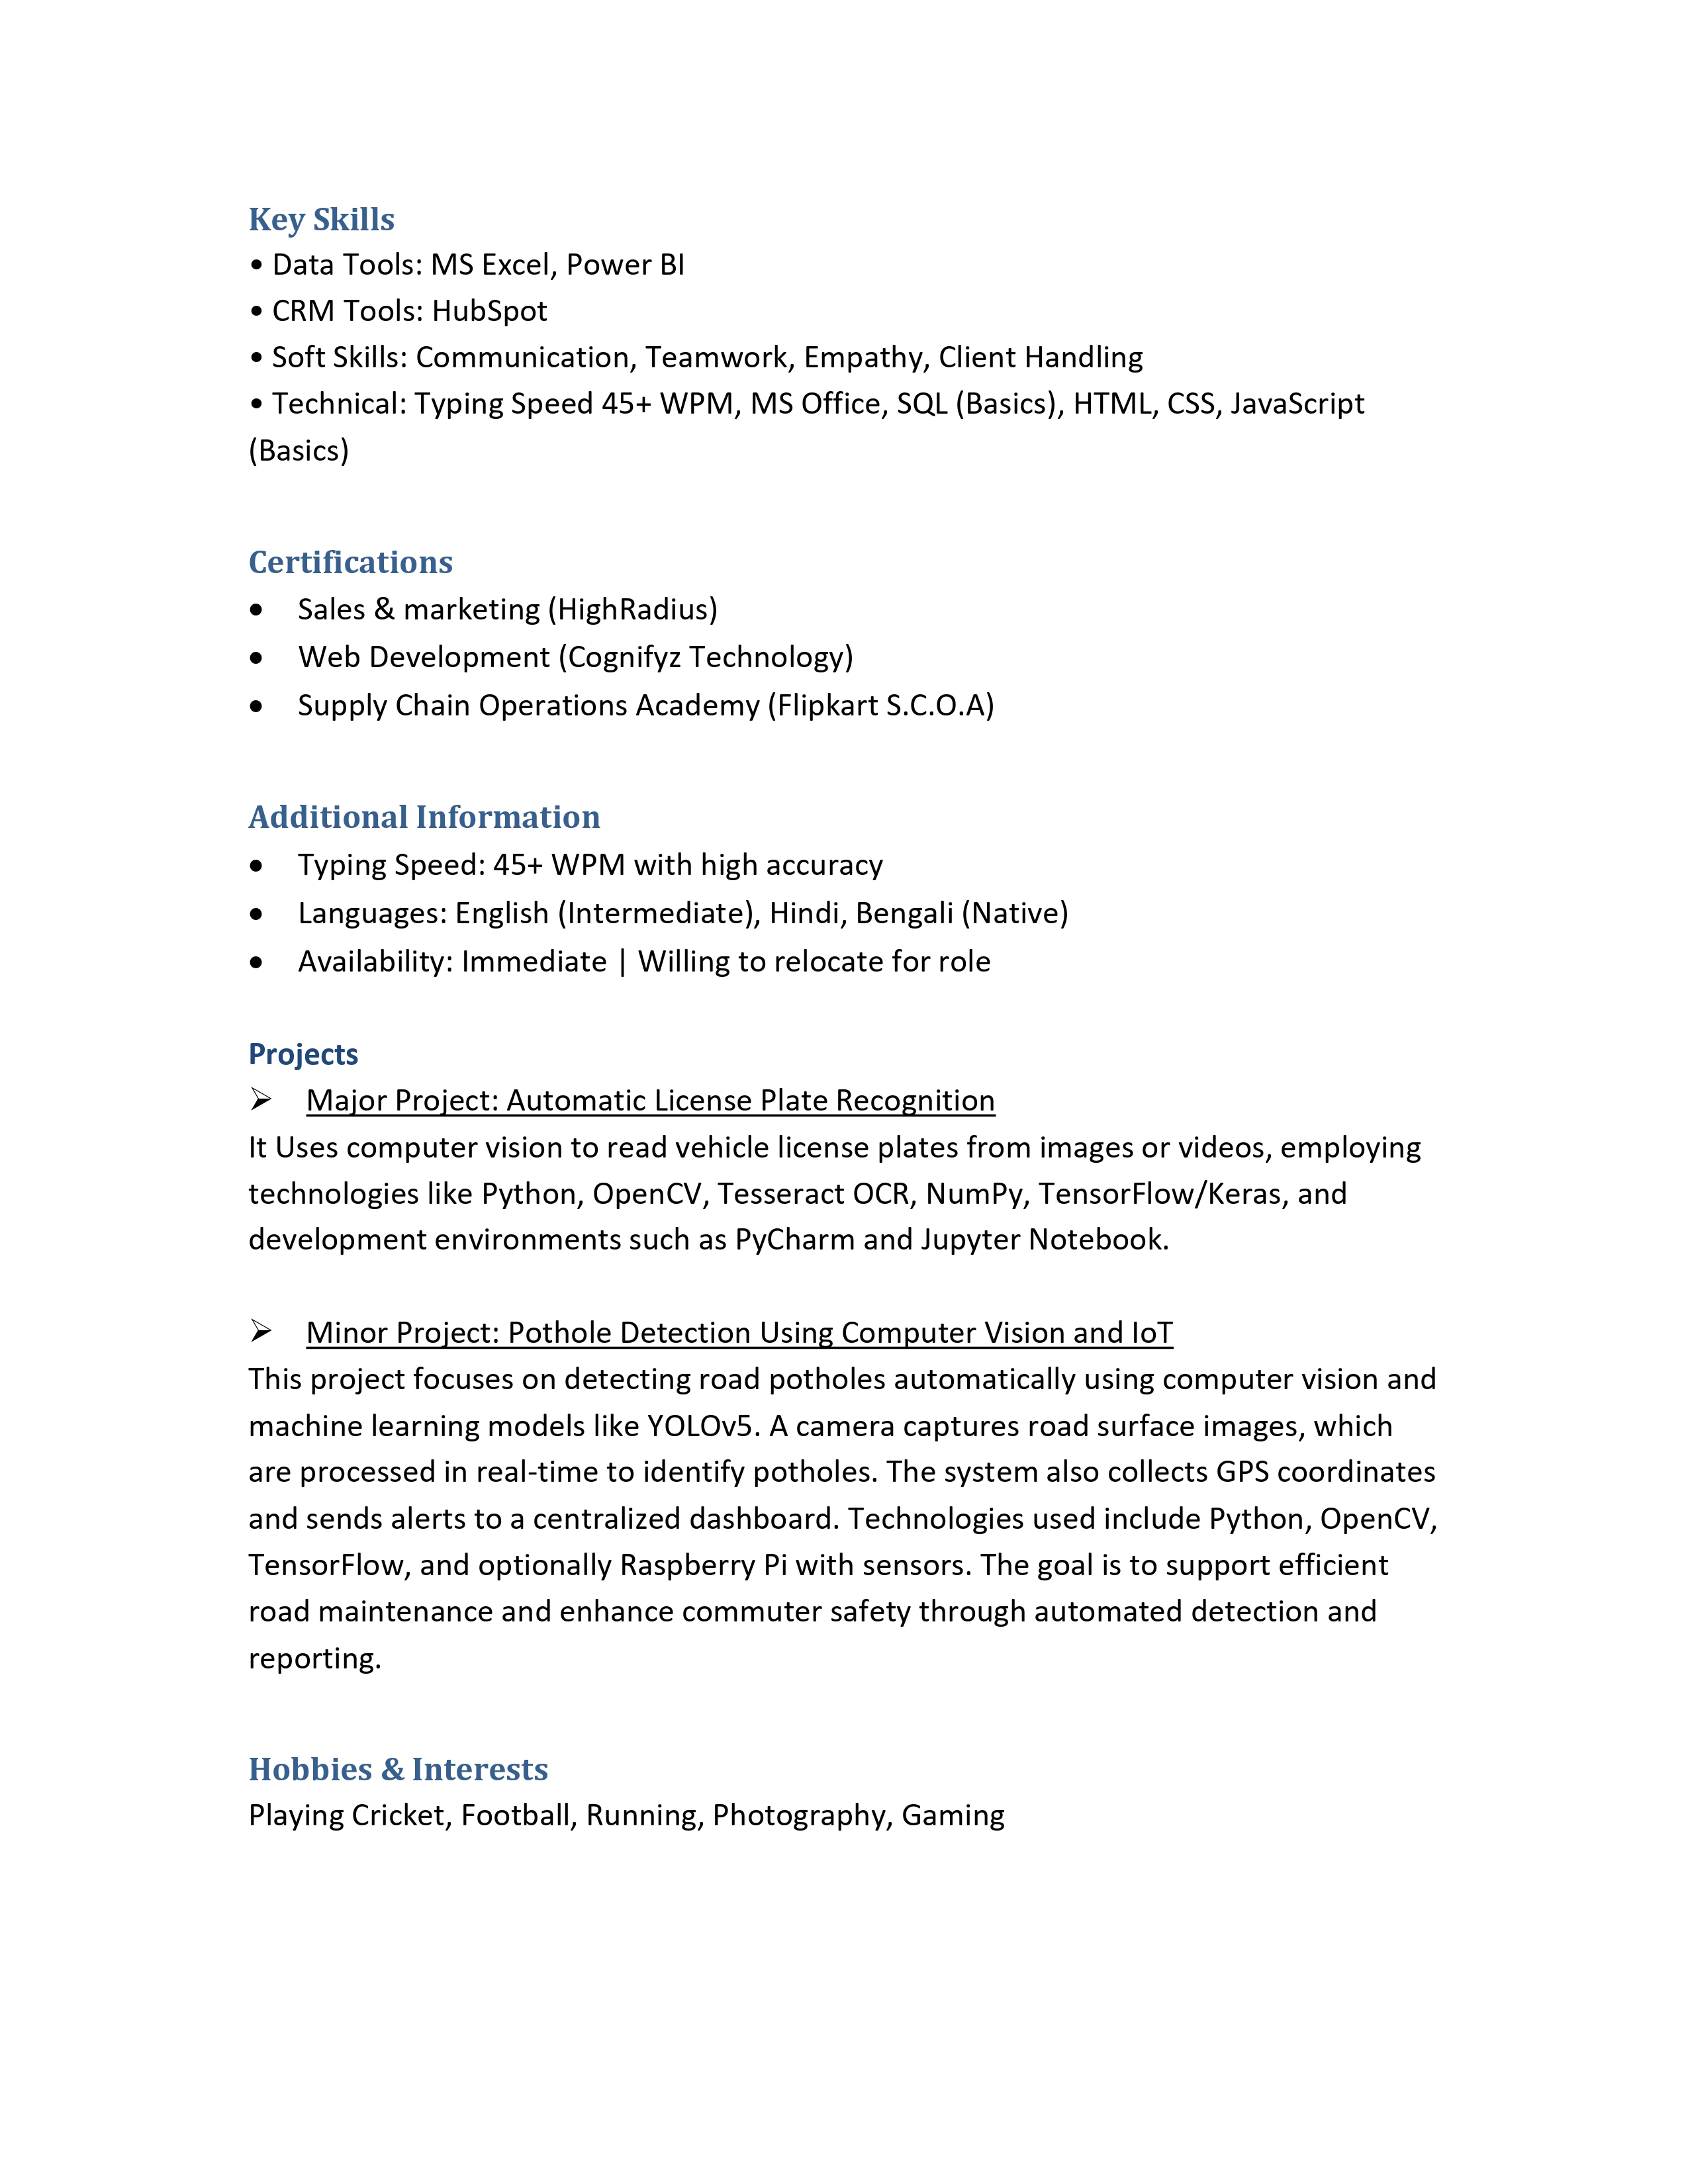 Key Skills
• Data Tools: MS Excel, Power BI
• CRM Tools: HubSpot
• Soft Skills: Communication, Teamwork, Empathy, Client Handling
• Technical: Typing Speed 45+ WPM, MS Office, SQL (Basics), HTML, CSS, JavaScript
(Basics)
Certifications
• Sales & marketing (HighRadius)
• Web Development (Cognifyz Technology)
• Supply Chain Operations Academy (Flipkart S.C.O.A)
Additional Information
• Typing Speed: 45+ WPM with high accuracy
• Languages: English (Intermediate), Hindi, Bengali (Native)
• Availability: Immediate | Willing to relocate for role
Projects
➢ Major Project: Automatic License Plate Recognition
It Uses computer vision to read vehicle license plates from images or videos, employing
technologies like Python, OpenCV, Tesseract OCR, NumPy, TensorFlow/Keras, and
development environments such as PyCharm and Jupyter Notebook.
➢ Minor Project: Pothole Detection Using Computer Vision and IoT
This project focuses on detecting road potholes automatically using computer vision and
machine learning models like YOLOv5. A camera captures road surface images, which
are processed in real-time to identify potholes. The system also collects GPS coordinates
and sends alerts to a centralized dashboard. Technologies used include Python, OpenCV,
TensorFlow, and optionally Raspberry Pi with sensors. The goal is to support efficient
road maintenance and enhance commuter safety through automated detection and
reporting.
Hobbies & Interests
Playing Cricket, Football, Running, Photography, Gaming